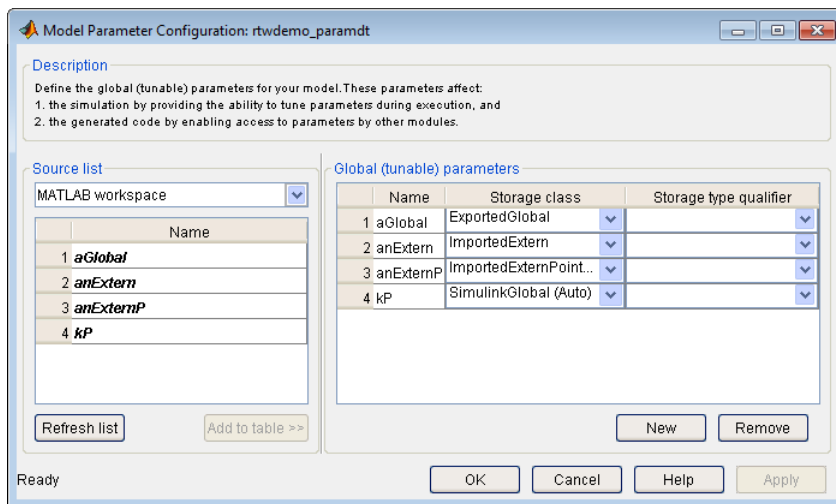 Model Parameter Configuration: rtwdemo_paramdt
Description
Define the global (tunable) parameters for your model.These parameters affect:
1. the simulation by providing the ability to tune parameters during execution, and
2. the generated code by enabling access to parameters by other modules.
Source list
MATLAB workspace
Name
1 aGlobal
2 anExtern
3 anExternP
4 kP
Refresh list
Add to table >>
Global (tunable) parameters
Name Storage class Storage type qualifier
1 aGlobal ExportedGlobal
2 anExtern ImportedExtern
3 anExternP ImportedExternPoint...
4 kP SimulinkGlobal (Auto)
New Remove
Ready
OK Cancel Help Apply